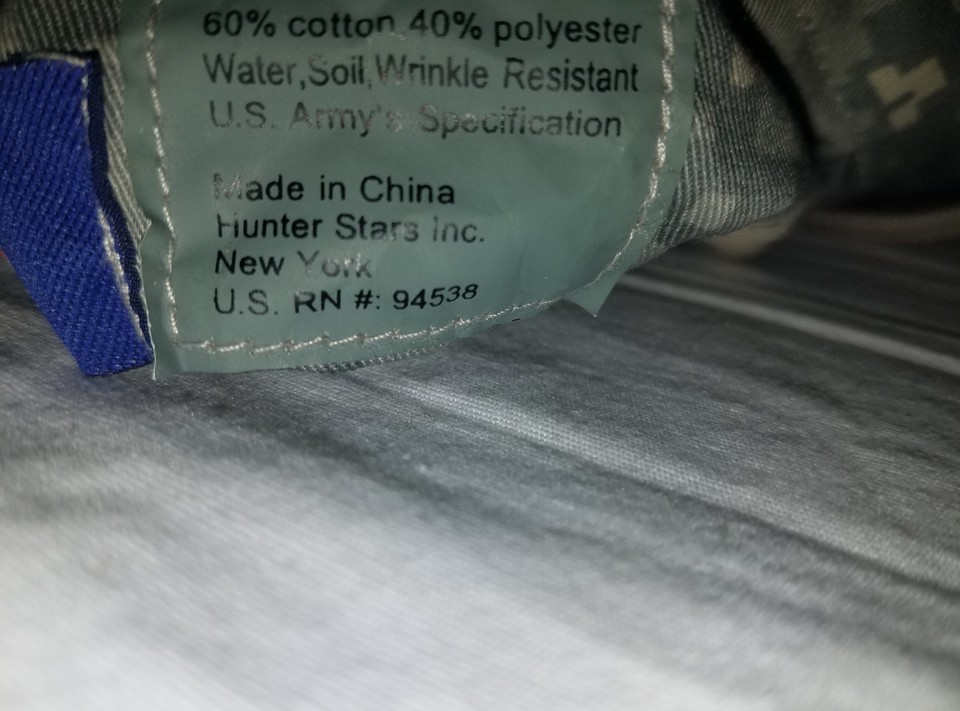 60% cotton,40% polyester
Water,Soil,Wrinkle Resistant
U.S. Army's Specification
Made in China
Hunter Stars Inc.
New York
U.S. RN #: 94538